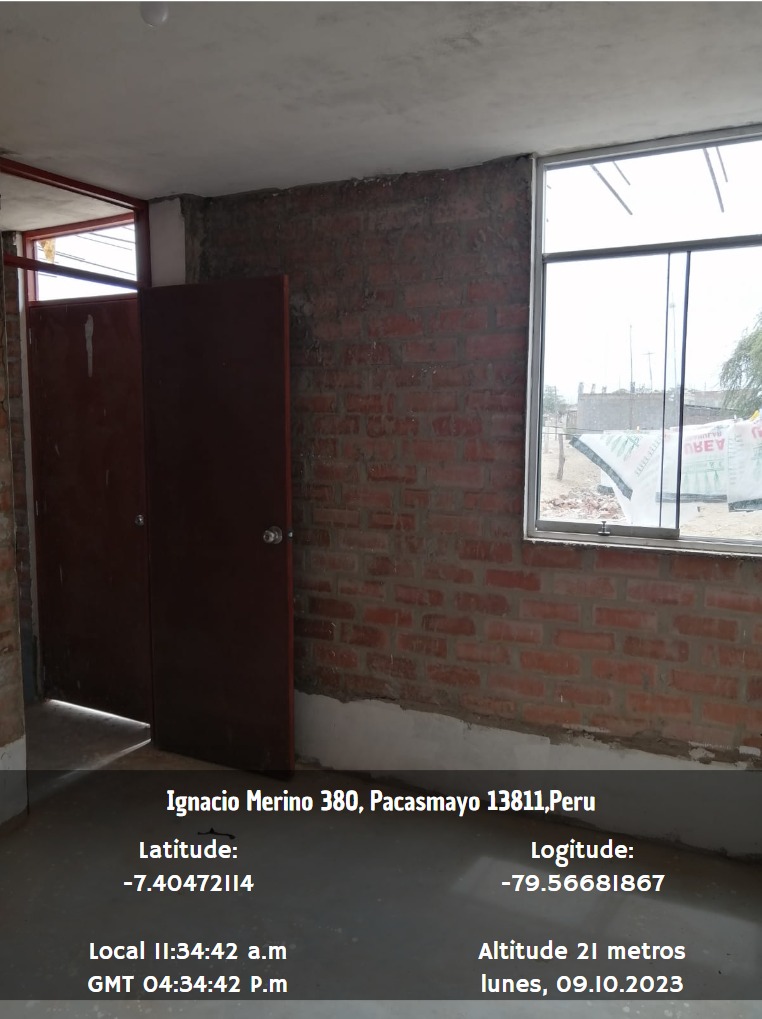 UREA
Ignacio Merino 380, Pacasmayo 13811,Peru
Latitude:
-7.40472114
Logitude:
-79.56681867
Local 11:34:42 a.m
GMT 04:34:42 P.m
Altitude 21 metros
lunes, 09.10.2023